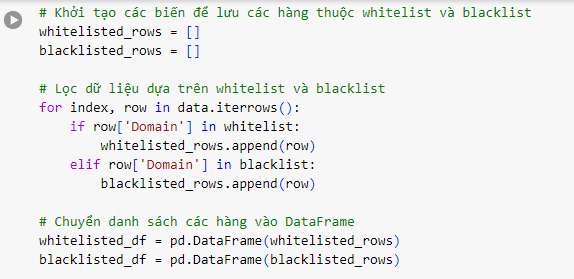 # Khởi tạo các biến để lưu các hàng thuộc whitelist và blacklist
whitelisted_rows = []
blacklisted_rows = []

# Lọc dữ liệu dựa trên whitelist và blacklist
for index, row in data.iterrows():
    if row['Domain'] in whitelist:
        whitelisted_rows.append(row)
    elif row['Domain'] in blacklist:
        blacklisted_rows.append(row)

# Chuyển danh sách các hàng vào DataFrame
whitelisted_df = pd.DataFrame(whitelisted_rows)
blacklisted_df = pd.DataFrame(blacklisted_rows)